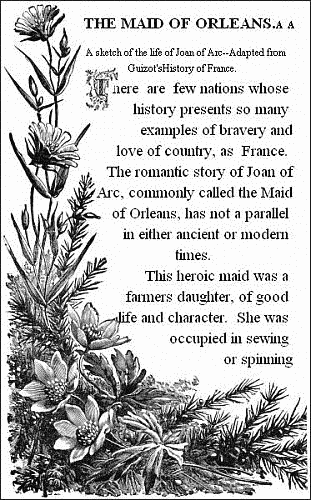 THE MAID OF ORLEANS.A A
A sketch of the life of Joan of Arc--Adapted from
Guizot'sHistory of France.
There are few nations whose
history presents so many
examples of bravery and
love of country, as France.
The romantic story of Joan of
Arc, commonly called the Maid
of Orleans, has not a parallel
in either ancient or modern
times.
This heroic maid was a
farmers daughter, of good
life and character. She was
occupied in sewing
or spinning